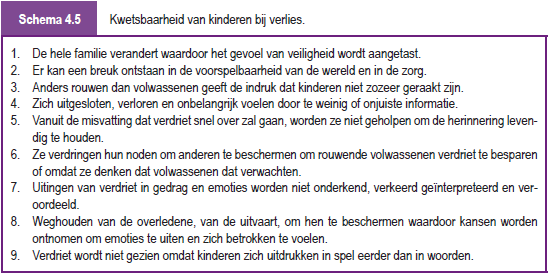 Schema 4.5 Kwetsbaarheid van kinderen bij verlies.
1. De hele familie verandert waardoor het gevoel van veiligheid wordt aangetast.
2. Er kan een breuk ontstaan in de voorspelbaarheid van de wereld en in de zorg.
3. Anders rouwen dan volwassenen geeft de indruk dat kinderen niet zozeer geraakt zijn.
4. Zich uitgesloten, verloren en onbelangrijk voelen door te weinig of onjuiste informatie.
5. Vanuit de misvatting dat verdriet snel over zal gaan, worden ze niet geholpen om de herinnering leven-
dig te houden.
6. Ze verdringen hun noden om anderen te beschermen om rouwende volwassenen verdriet te besparen
of omdat ze denken dat volwassenen dat verwachten.
7. Uitingen van verdriet in gedrag en emoties worden niet onderkend, verkeerd geïnterpreteerd en ver-
oordeeld.
8. Weghouden van de overledene, van de uitvaart, om hen te beschermen waardoor kansen worden
ontnomen om emoties te uiten en zich betrokken te voelen.
9. Verdriet wordt niet gezien omdat kinderen zich uitdrukken in spel eerder dan in woorden.